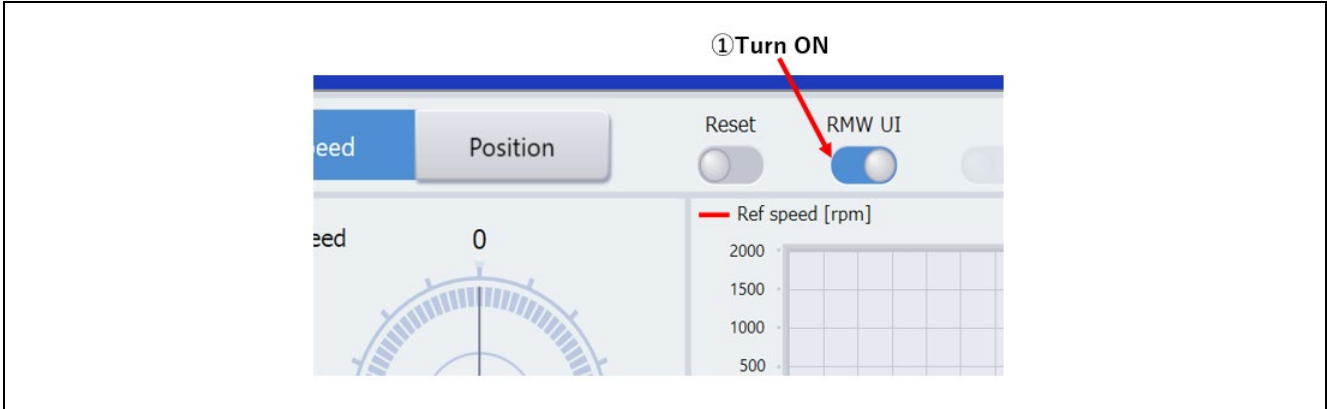 ①Turn ON
Reset RMW UI
eed Position
Ref speed [rpm]
eed 0
2000
1500
1000
500